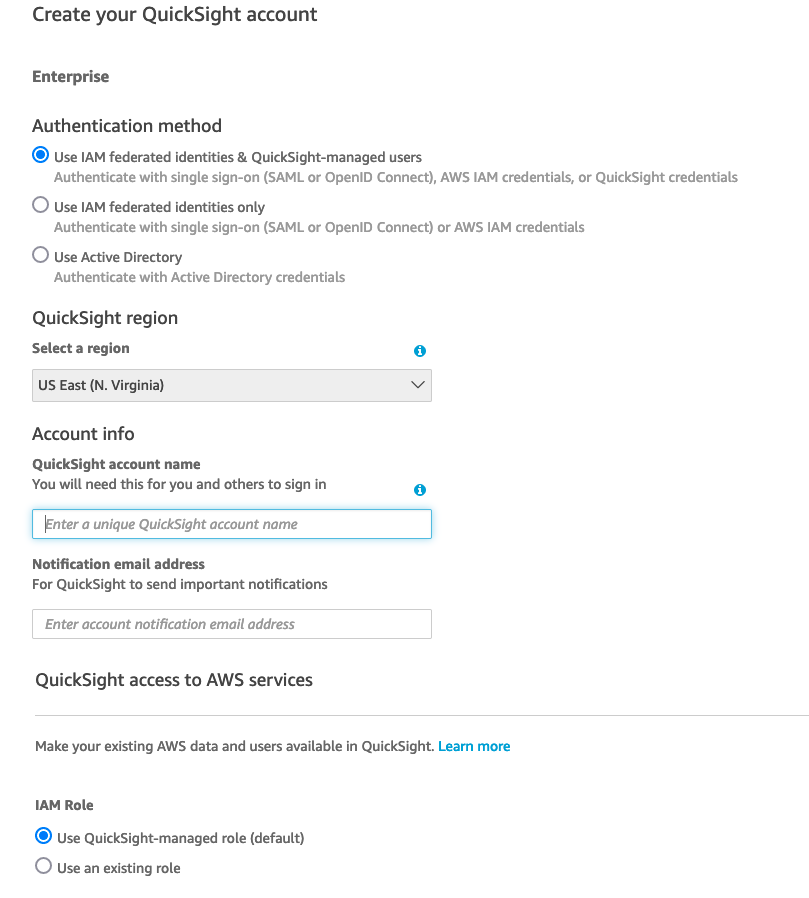 Create your QuickSight account
Enterprise
Authentication method
Use IAM federated identities & QuickSight-managed users
Authenticate with single sign-on (SAML or OpenID Connect), AWS IAM credentials, or QuickSight credentials
Use IAM federated identities only
Authenticate with single sign-on (SAML or OpenID Connect) or AWS IAM credentials
Use Active Directory
Authenticate with Active Directory credentials
QuickSight region
Select a region
US East (N. Virginia)
Account info
QuickSight account name
You will need this for you and others to sign in
Enter a unique QuickSight account name
Notification email address
For QuickSight to send important notifications
Enter account notification email address
QuickSight access to AWS services
Make your existing AWS data and users available in QuickSight. Learn more
IAM Role
Use QuickSight-managed role (default)
Use an existing role